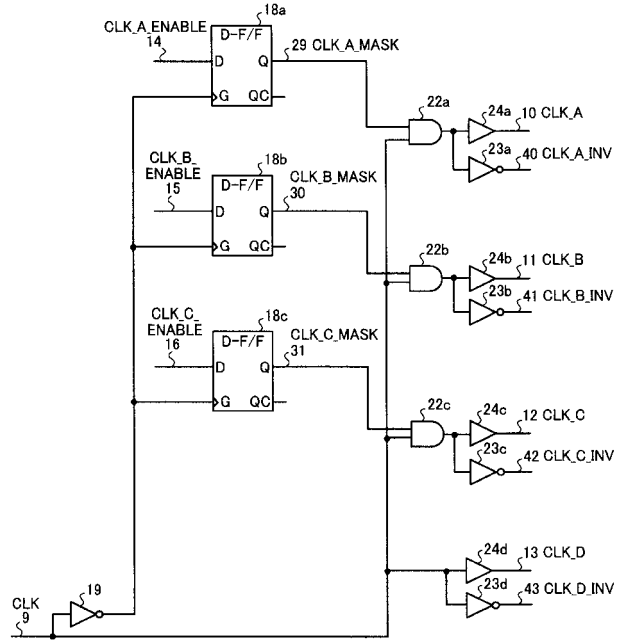 18a
CLK_A_ENABLE
14
D-F/F
D
Q
G
QC
29 CLK_A_MASK
22a
24a
10 CLK_A
23a
40 CLK_A_INV
CLK_B_
ENABLE
15
18b
D-F/F
D
Q
G
QC
CLK_B_MASK
30
22b
24b
11 CLK_B
23b
41 CLK_B_INV
CLK_C_
ENABLE
16
18c
D-F/F
D
Q
G
QC
CLK_C_MASK
31
22c
24c
12 CLK_C
23c
42 CLK_C_INV
24d
13 CLK_D
23d
43 CLK_D_INV
CLK
9
19